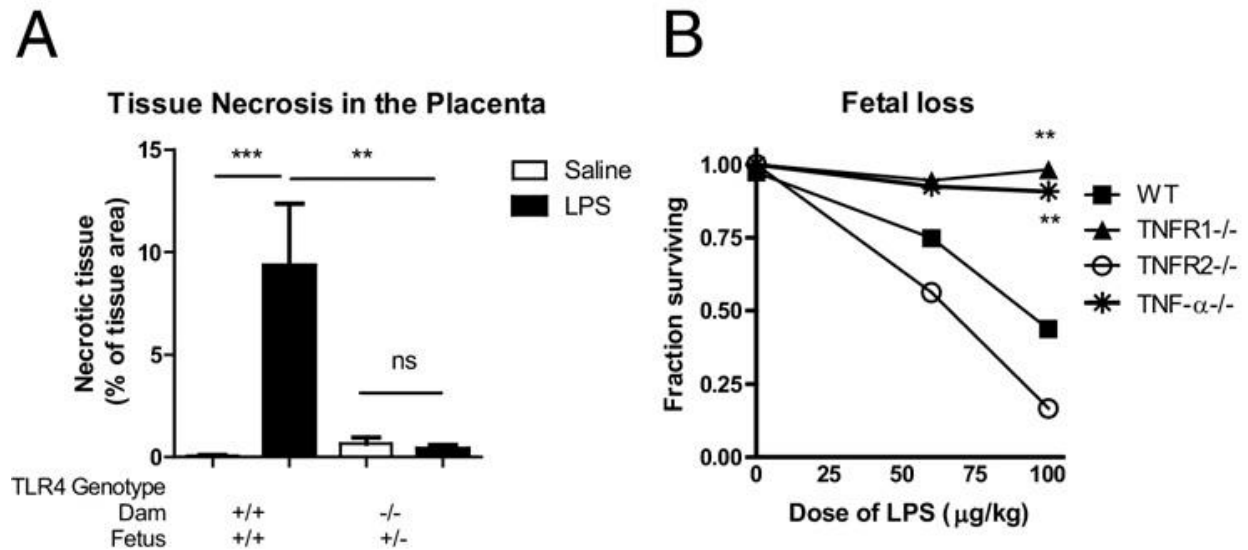 A
Tissue Necrosis in the Placenta
Necrotic tissue
(% of tissue area)
15
10
5
0
***
**
ns
Saline
LPS
TLR4 Genotype
Dam +/+ -/-
Fetus +/+ +/-
B
Fetal loss
Fraction surviving
1.00
0.75
0.50
0.25
0.00
0 25 50 75 100
Dose of LPS (μg/kg)
**
**
WT
TNFR1-/-
TNFR2-/-
TNF-α-/-